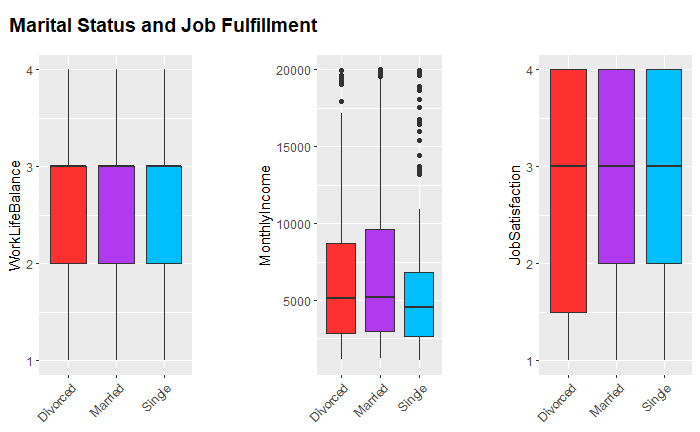 Marital Status and Job Fulfillment
WorkLifeBalance
4
3
2
1
Divorced
Married
Single
MonthlyIncome
20000
15000
10000
5000
Divorced
Married
Single
JobSatisfaction
4
3
2
1
Divorced
Married
Single